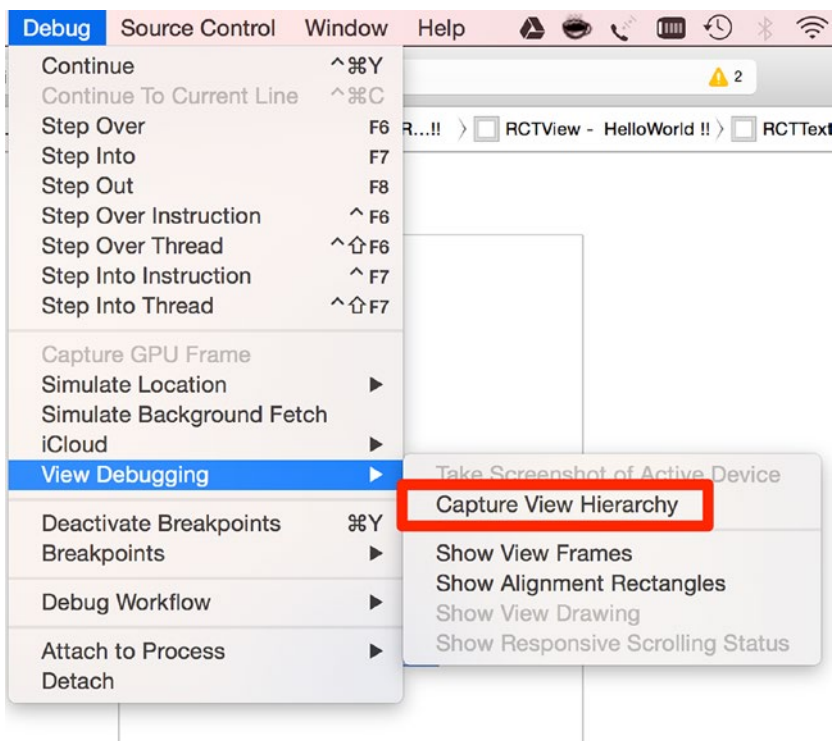 Debug Source Control Window Help
Continue ^⌘Y
Continue To Current Line ^⌘C
2
Step Over F6
R...!! 〉 RCTView - HelloWorld !! 〉 RCTText
Step Into F7
Step Out F8
Step Over Instruction ^ F6
Step Over Thread ^⇧F6
Step Into Instruction ^ F7
Step Into Thread ^⇧F7
Capture GPU Frame
Simulate Location ▶
Simulate Background Fetch
iCloud ▶
View Debugging ▶
Take Screenshot of Active Device
Capture View Hierarchy
Show View Frames
Show Alignment Rectangles
Show View Drawing
Show Responsive Scrolling Status
Deactivate Breakpoints ⌘Y
Breakpoints ▶
Debug Workflow ▶
Attach to Process ▶
Detach